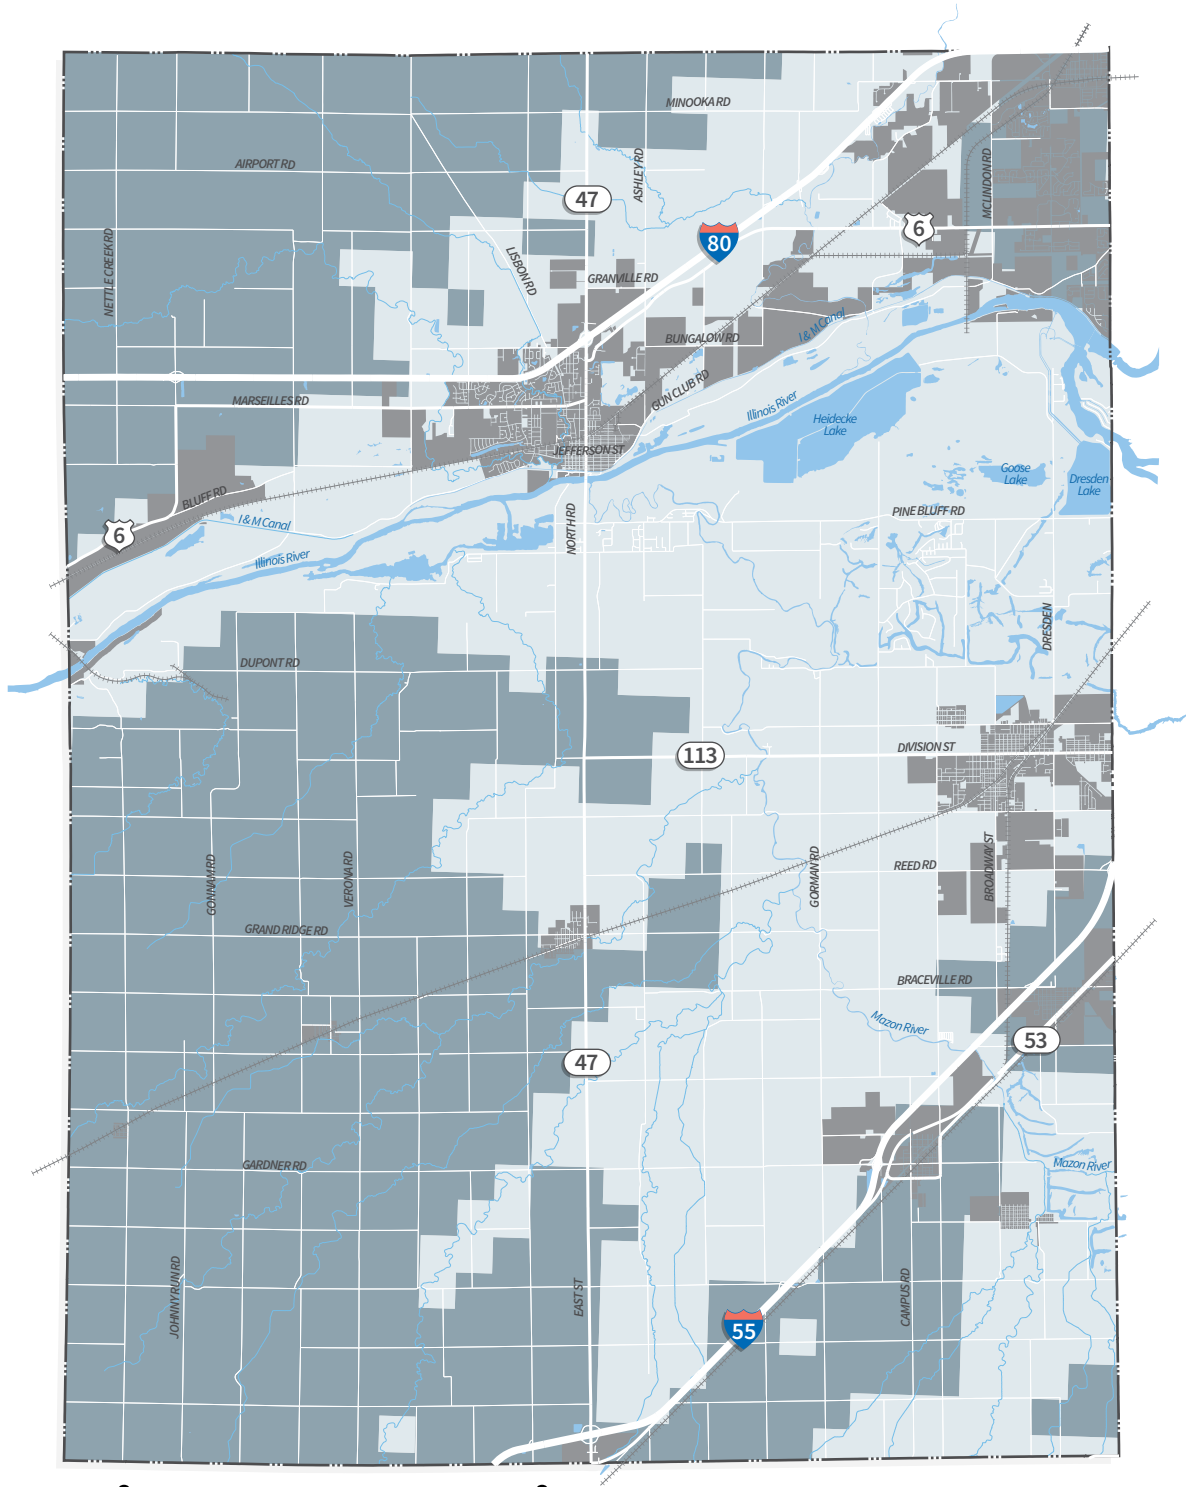 MINOOKA RD
AIRPORT RD
ASHLEY RD
MCLINDON RD
47
6
80
NETTLE CREEK RD
LISBON RD
GRANVILLE RD
I & M Canal
BUNGALOW RD
GUN CLUB RD
MARSEILLES RD
Illinois River
Heidecke
Lake
JEFFERSON ST
Goose
Lake
Dresden
Lake
BLUFF RD
I & M Canal
PINE BLUFF RD
6
NORTH RD
Illinois River
DRESDEN
DUPONT RD
DIVISION ST
113
GONNAM RD
VERONA RD
GORMAN RD
REED RD
BROADWAY ST
GRAND RIDGE RD
BRACEVILLE RD
Mazon River
53
47
GARDNER RD
Mazon River
JOHNNY RUN RD
EAST ST
CAMPUS RD
55